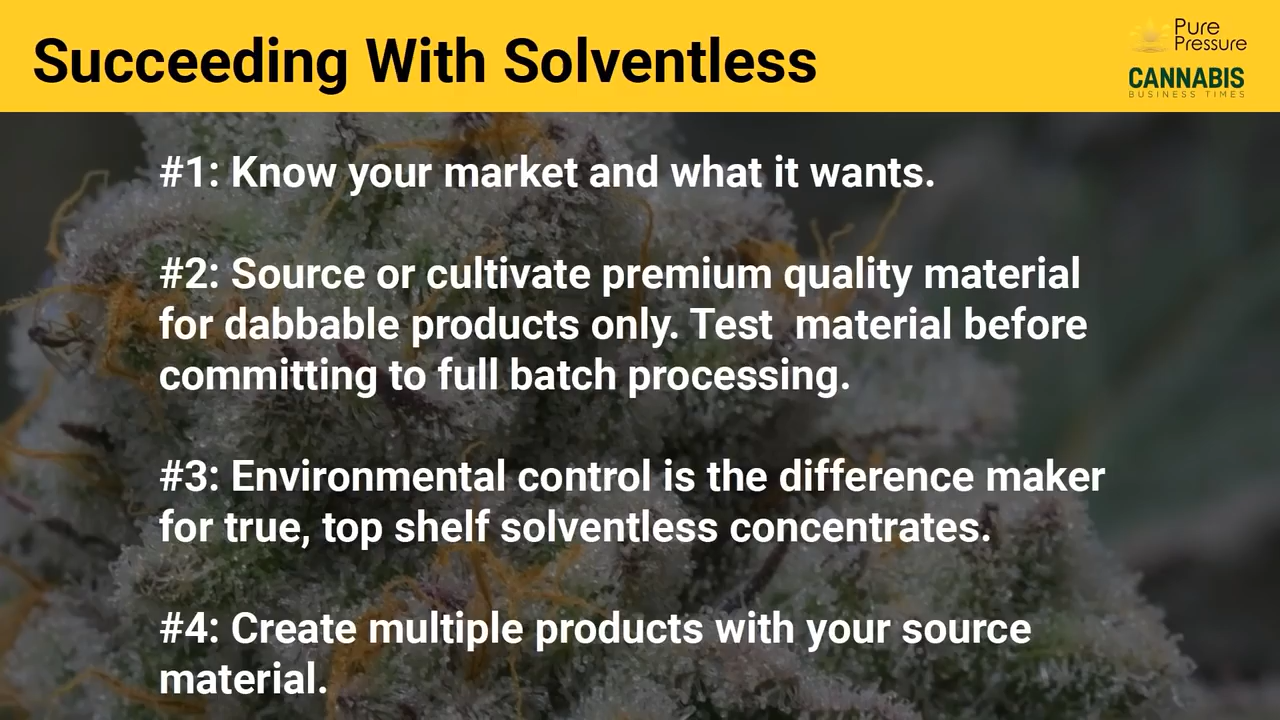 Succeeding With Solventless
Pure
Pressure
CANNABIS
BUSINESS TIMES
#1: Know your market and what it wants.
#2: Source or cultivate premium quality material
for dabbable products only. Test  material before
committing to full batch processing.
#3: Environmental control is the difference maker
for true, top shelf solventless concentrates.
#4: Create multiple products with your source
material.